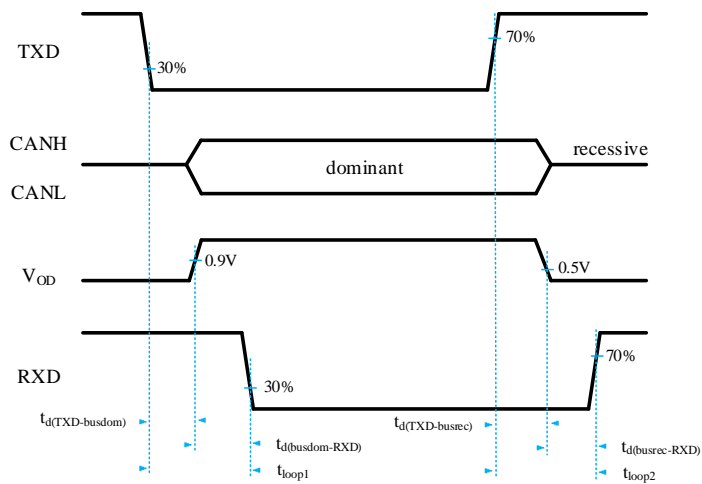 TXD
30%
70%
CANH
CANL
dominant
recessive
V_OD
0.9V
0.5V
RXD
30%
70%
t_d(TXD-busdom)
t_d(TXD-busrec)
t_d(busdom-RXD)
t_d(busrec-RXD)
t_loop1
t_loop2